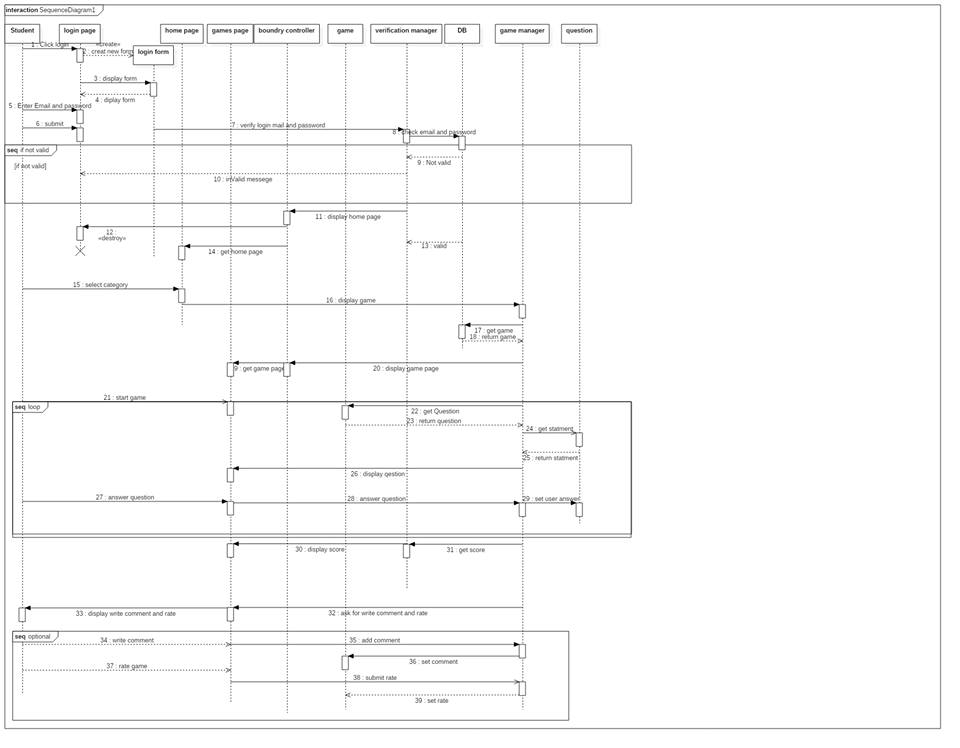 interaction SequenceDiagram1
Student
login page
home page
games page
boundry controller
game
verification manager
DB
game manager
question
1 : Click login
«create»
2 : creat new form
login form
3 : display form
4 : diplay form
5 : Enter Email and password
6 : submit
7 : verify login mail and password
8 : check email and password
seq if not valid
[if not valid]
9 : Not valid
10 : inValid messege
11 : display home page
12 :
«destroy»
13 : valid
14 : get home page
15 : select category
16 : display game
17 : get game
18 : return game
9 : get game page
20 : display game page
21 : start game
seq loop
22 : get Question
23 : return question
24 : get statment
25 : return statment
26 : display qestion
27 : answer question
28 : answer question
29 : set user answer
30 : display score
31 : get score
33 : display write comment and rate
32 : ask for write comment and rate
seq optional
34 : write comment
35 : add comment
36 : set comment
37 : rate game
38 : submit rate
39 : set rate